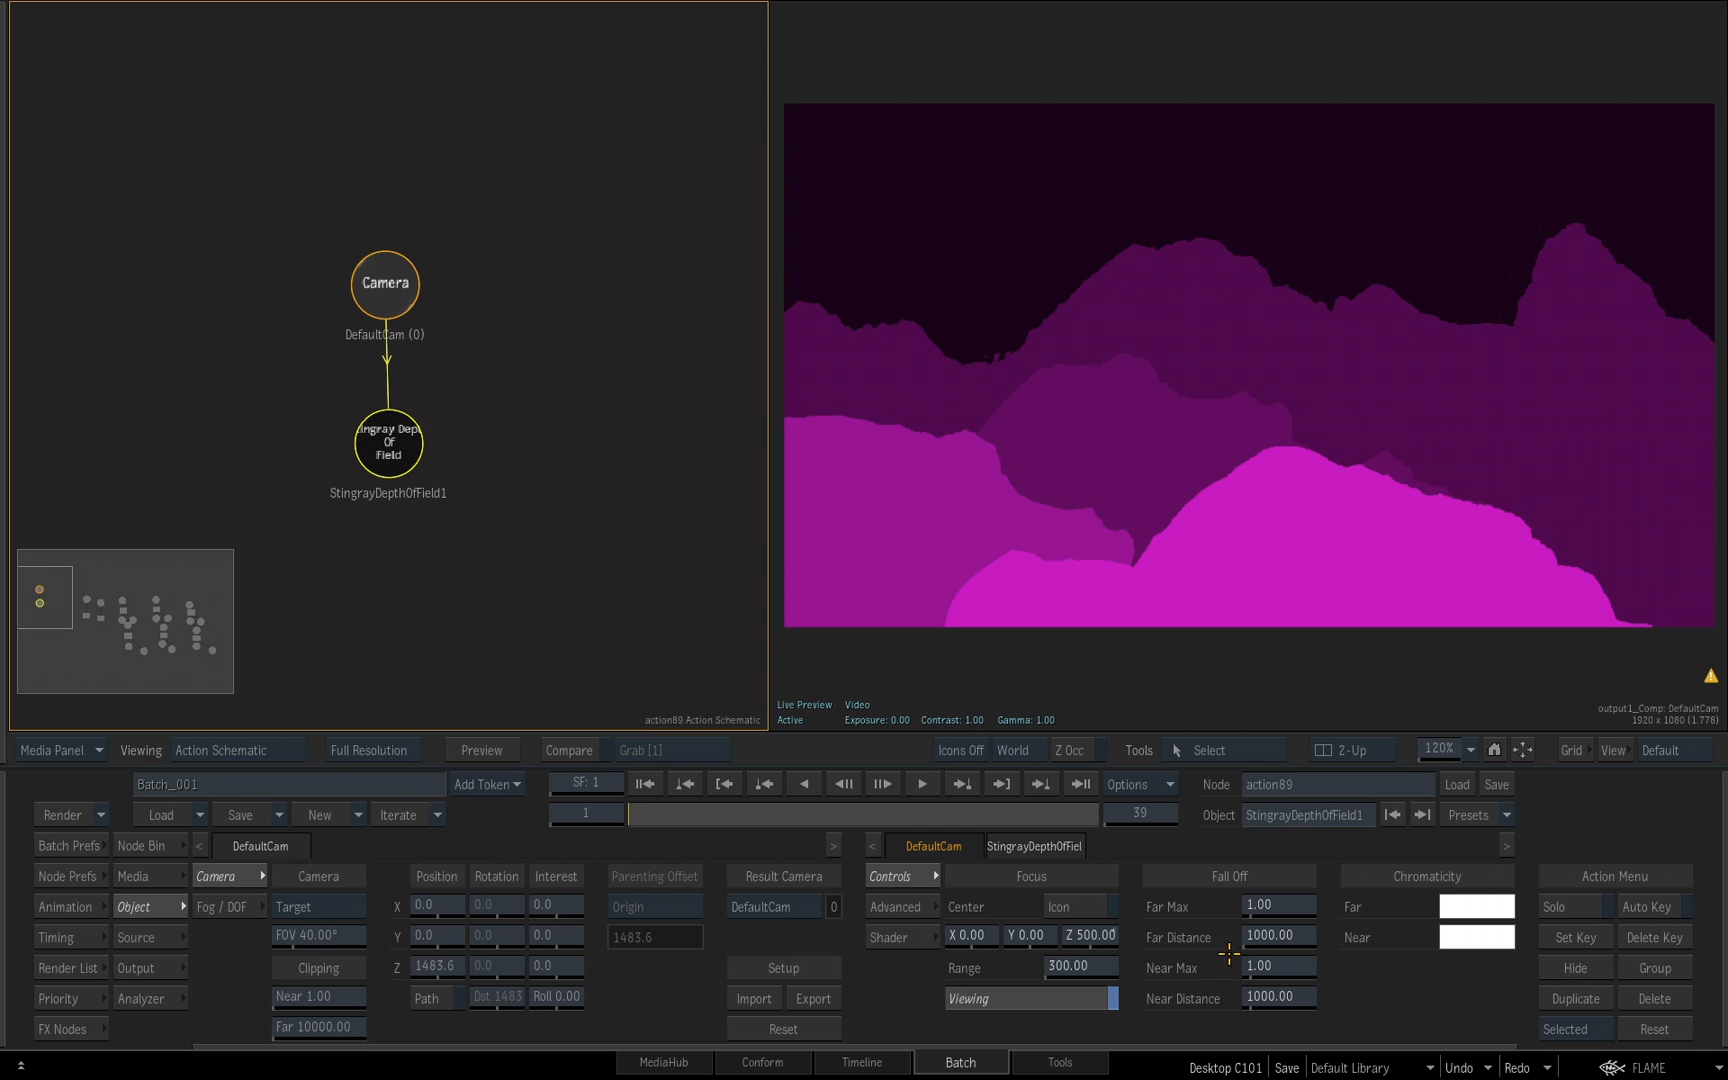 Camera
DefaultCam (0)
ingray Dept
Of
Field
StingrayDepthOfField1
action89 Action Schematic
Live Preview Video
Active Exposure: 0.00 Contrast: 1.00 Gamma: 1.00
output1_Comp: DefaultCam
1920 x 1080 (1.778)
Media Panel Viewing Action Schematic Full Resolution Preview Compare Grab [1] Icons Off World Z Occ Tools Select 2-Up 120% Grid View Default
Batch_001 Add Token SF: 1 Options Node action89 Load Save
Render Load Save New Iterate 1 39 Object StingrayDepthOfField1 Presets
Batch Prefs Node Bin < DefaultCam > < DefaultCam StingrayDepthOfFiel >
Node Prefs Media Camera Camera Position Rotation Interest Parenting Offset Result Camera Controls Focus Fall Off Chromaticity Action Menu
Animation Object Fog / DOF Target X 0.0 0.0 0.0 Origin DefaultCam 0 Advanced Center Icon Far Max 1.00 Far Solo Auto Key
Timing Source FOV 40.00° Y 0.0 0.0 0.0 1483.6 Shader X 0.00 Y 0.00 Z 500.00 Far Distance 1000.00 Near Set Key Delete Key
Render List Output Clipping Z 1483.6 0.0 0.0 Setup Range 300.00 Near Max 1.00 Hide Group
Priority Analyzer Near 1.00 Path Dst 1483 Roll 0.00 Import Export Viewing Near Distance 1000.00 Duplicate Delete
FX Nodes Far 10000.00 Reset Selected Reset
MediaHub Conform Timeline Batch Tools Desktop C101 Save Default Library Undo Redo FLAME